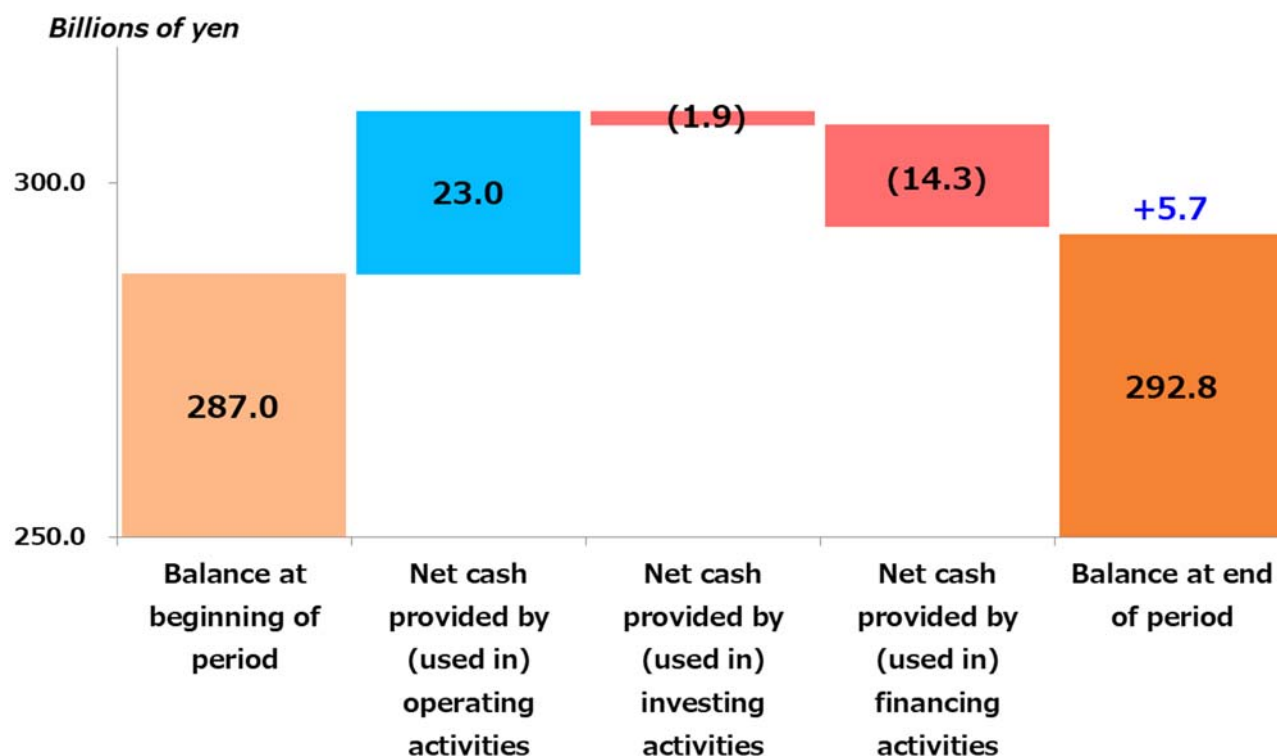 Billions of yen
300.0
250.0
287.0
23.0
(1.9)
(14.3)
+5.7
292.8
Balance at
beginning of
period
Net cash
provided by
(used in)
operating
activities
Net cash
provided by
(used in)
investing
activities
Net cash
provided by
(used in)
financing
activities
Balance at end
of period